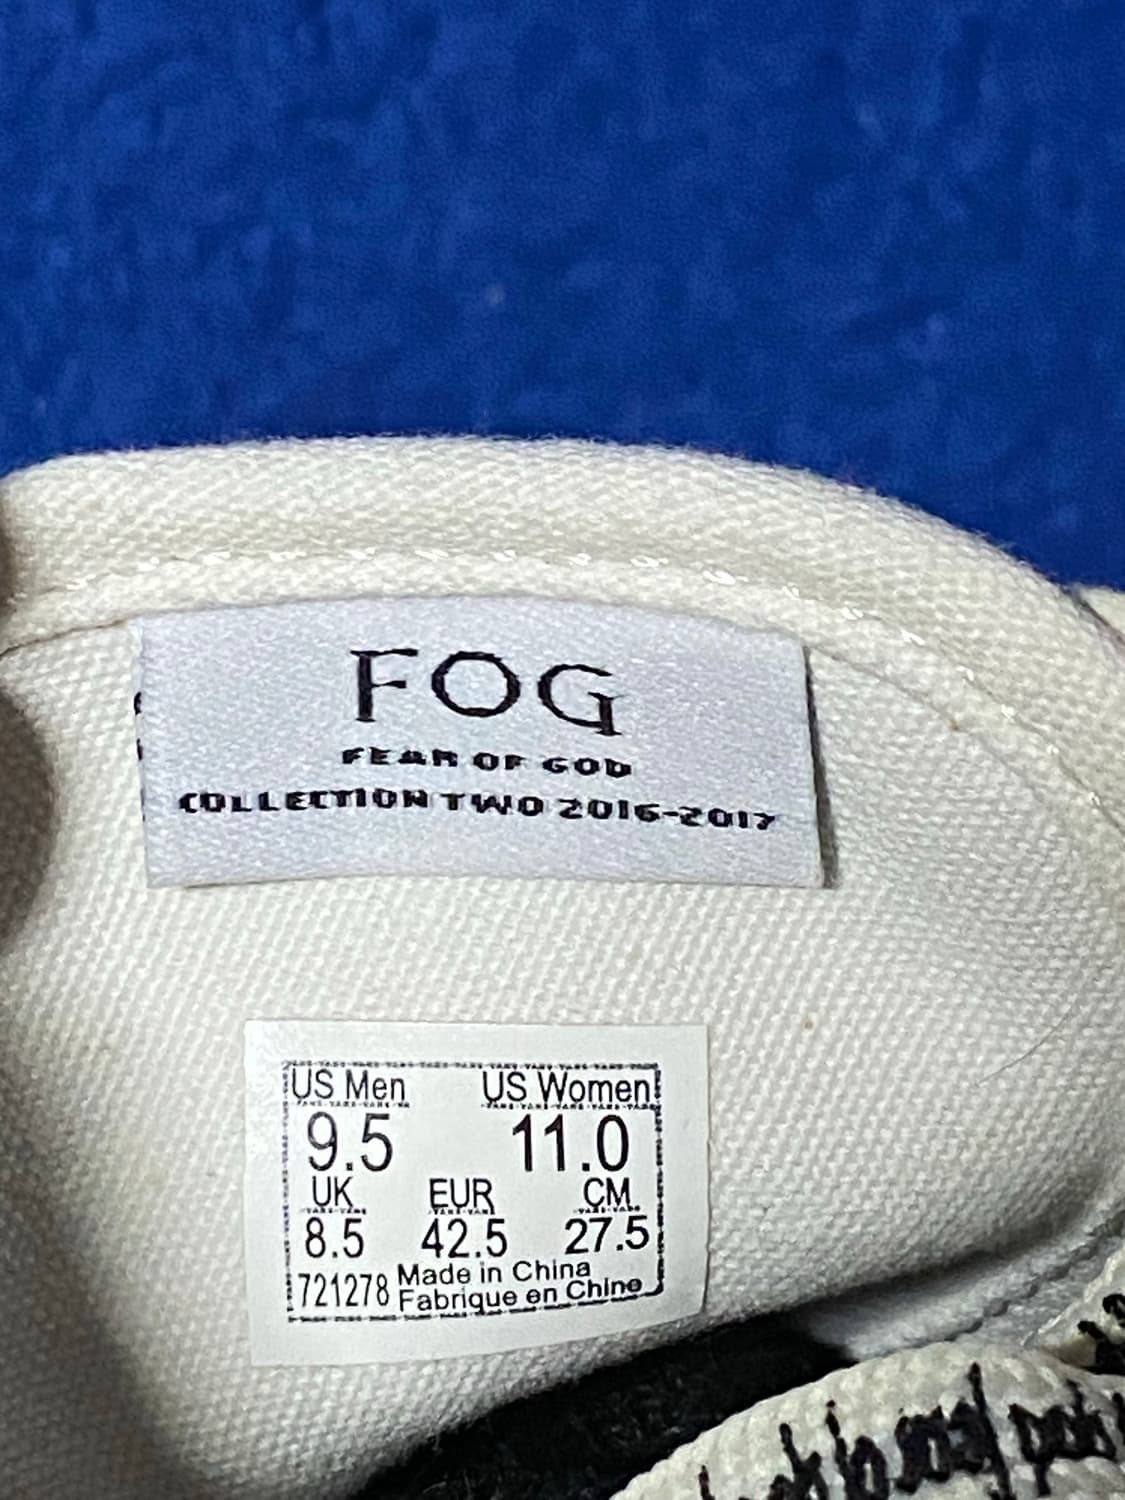 FOG
FEAR OF GOD
COLLECTION TWO 2016-2017
US Men US Women
9.5 11.0
UK EUR CM
8.5 42.5 27.5
721278 Made in China
Fabrique en Chine